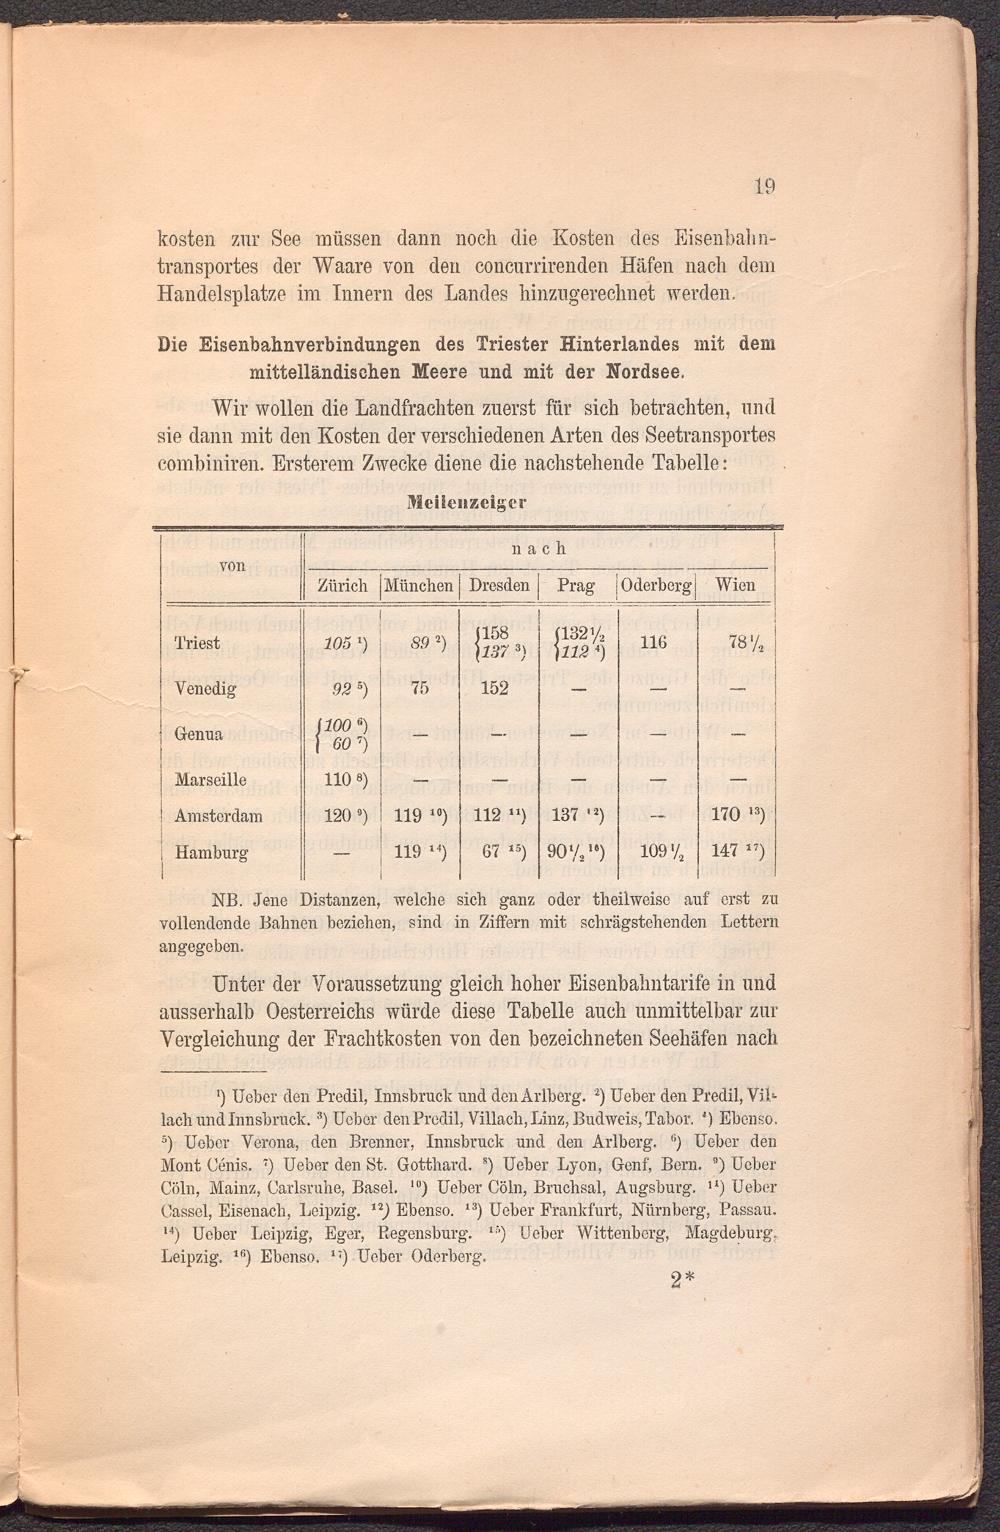 19
kosten zur See müssen dann noch die Kosten des Eisenbahn-
transportes der Waare von den concurrirenden Häfen nach dem
Handelsplatze im Innern des Landes hinzugerechnet werden.
Die Eisenbahnverbindungen des Triester Hinterlandes mit dem
mittelländischen Meere und mit der Nordsee.
Wir wollen die Landfrachten zuerst für sich betrachten, und
sie dann mit den Kosten der verschiedenen Arten des Seetransportes
combiniren. Ersterem Zwecke diene die nachstehende Tabelle:
Meilenzeiger
von nach
Zürich München Dresden Prag Oderberg Wien
Triest 105 ¹) 89 ²) {158 {132½ 116 78½
137 ³) 112 ⁴)
Venedig 92 ⁵) 75 152 — — —
Genua {100 ⁶) — — — — —
60 ⁷)
Marseille 110 ⁸) — — — — —
Amsterdam 120 ⁹) 119 ¹⁰) 112 ¹¹) 137 ¹²) — 170 ¹³)
Hamburg — 119 ¹⁴) 67 ¹⁵) 90½ ¹⁶) 109½ 147 ¹⁷)
NB. Jene Distanzen, welche sich ganz oder theilweise auf erst zu
vollendende Bahnen beziehen, sind in Ziffern mit schrägstehenden Lettern
angegeben.
Unter der Voraussetzung gleich hoher Eisenbahntarife in und
ausserhalb Oesterreichs würde diese Tabelle auch unmittelbar zur
Vergleichung der Frachtkosten von den bezeichneten Seehäfen nach
¹) Ueber den Predil, Innsbruck und den Arlberg. ²) Ueber den Predil, Vil-
lach und Innsbruck. ³) Ueber den Predil, Villach, Linz, Budweis, Tabor. ⁴) Ebenso.
⁵) Ueber Verona, den Brenner, Innsbruck und den Arlberg. ⁶) Ueber den
Mont Cénis. ⁷) Ueber den St. Gotthard. ⁸) Ueber Lyon, Genf, Bern. ⁹) Ueber
Cöln, Mainz, Carlsruhe, Basel. ¹⁰) Ueber Cöln, Bruchsal, Augsburg. ¹¹) Ueber
Cassel, Eisenach, Leipzig. ¹²) Ebenso. ¹³) Ueber Frankfurt, Nürnberg, Passau.
¹⁴) Ueber Leipzig, Eger, Regensburg. ¹⁵) Ueber Wittenberg, Magdeburg,
Leipzig. ¹⁶) Ebenso. ¹⁷) Ueber Oderberg.
2*